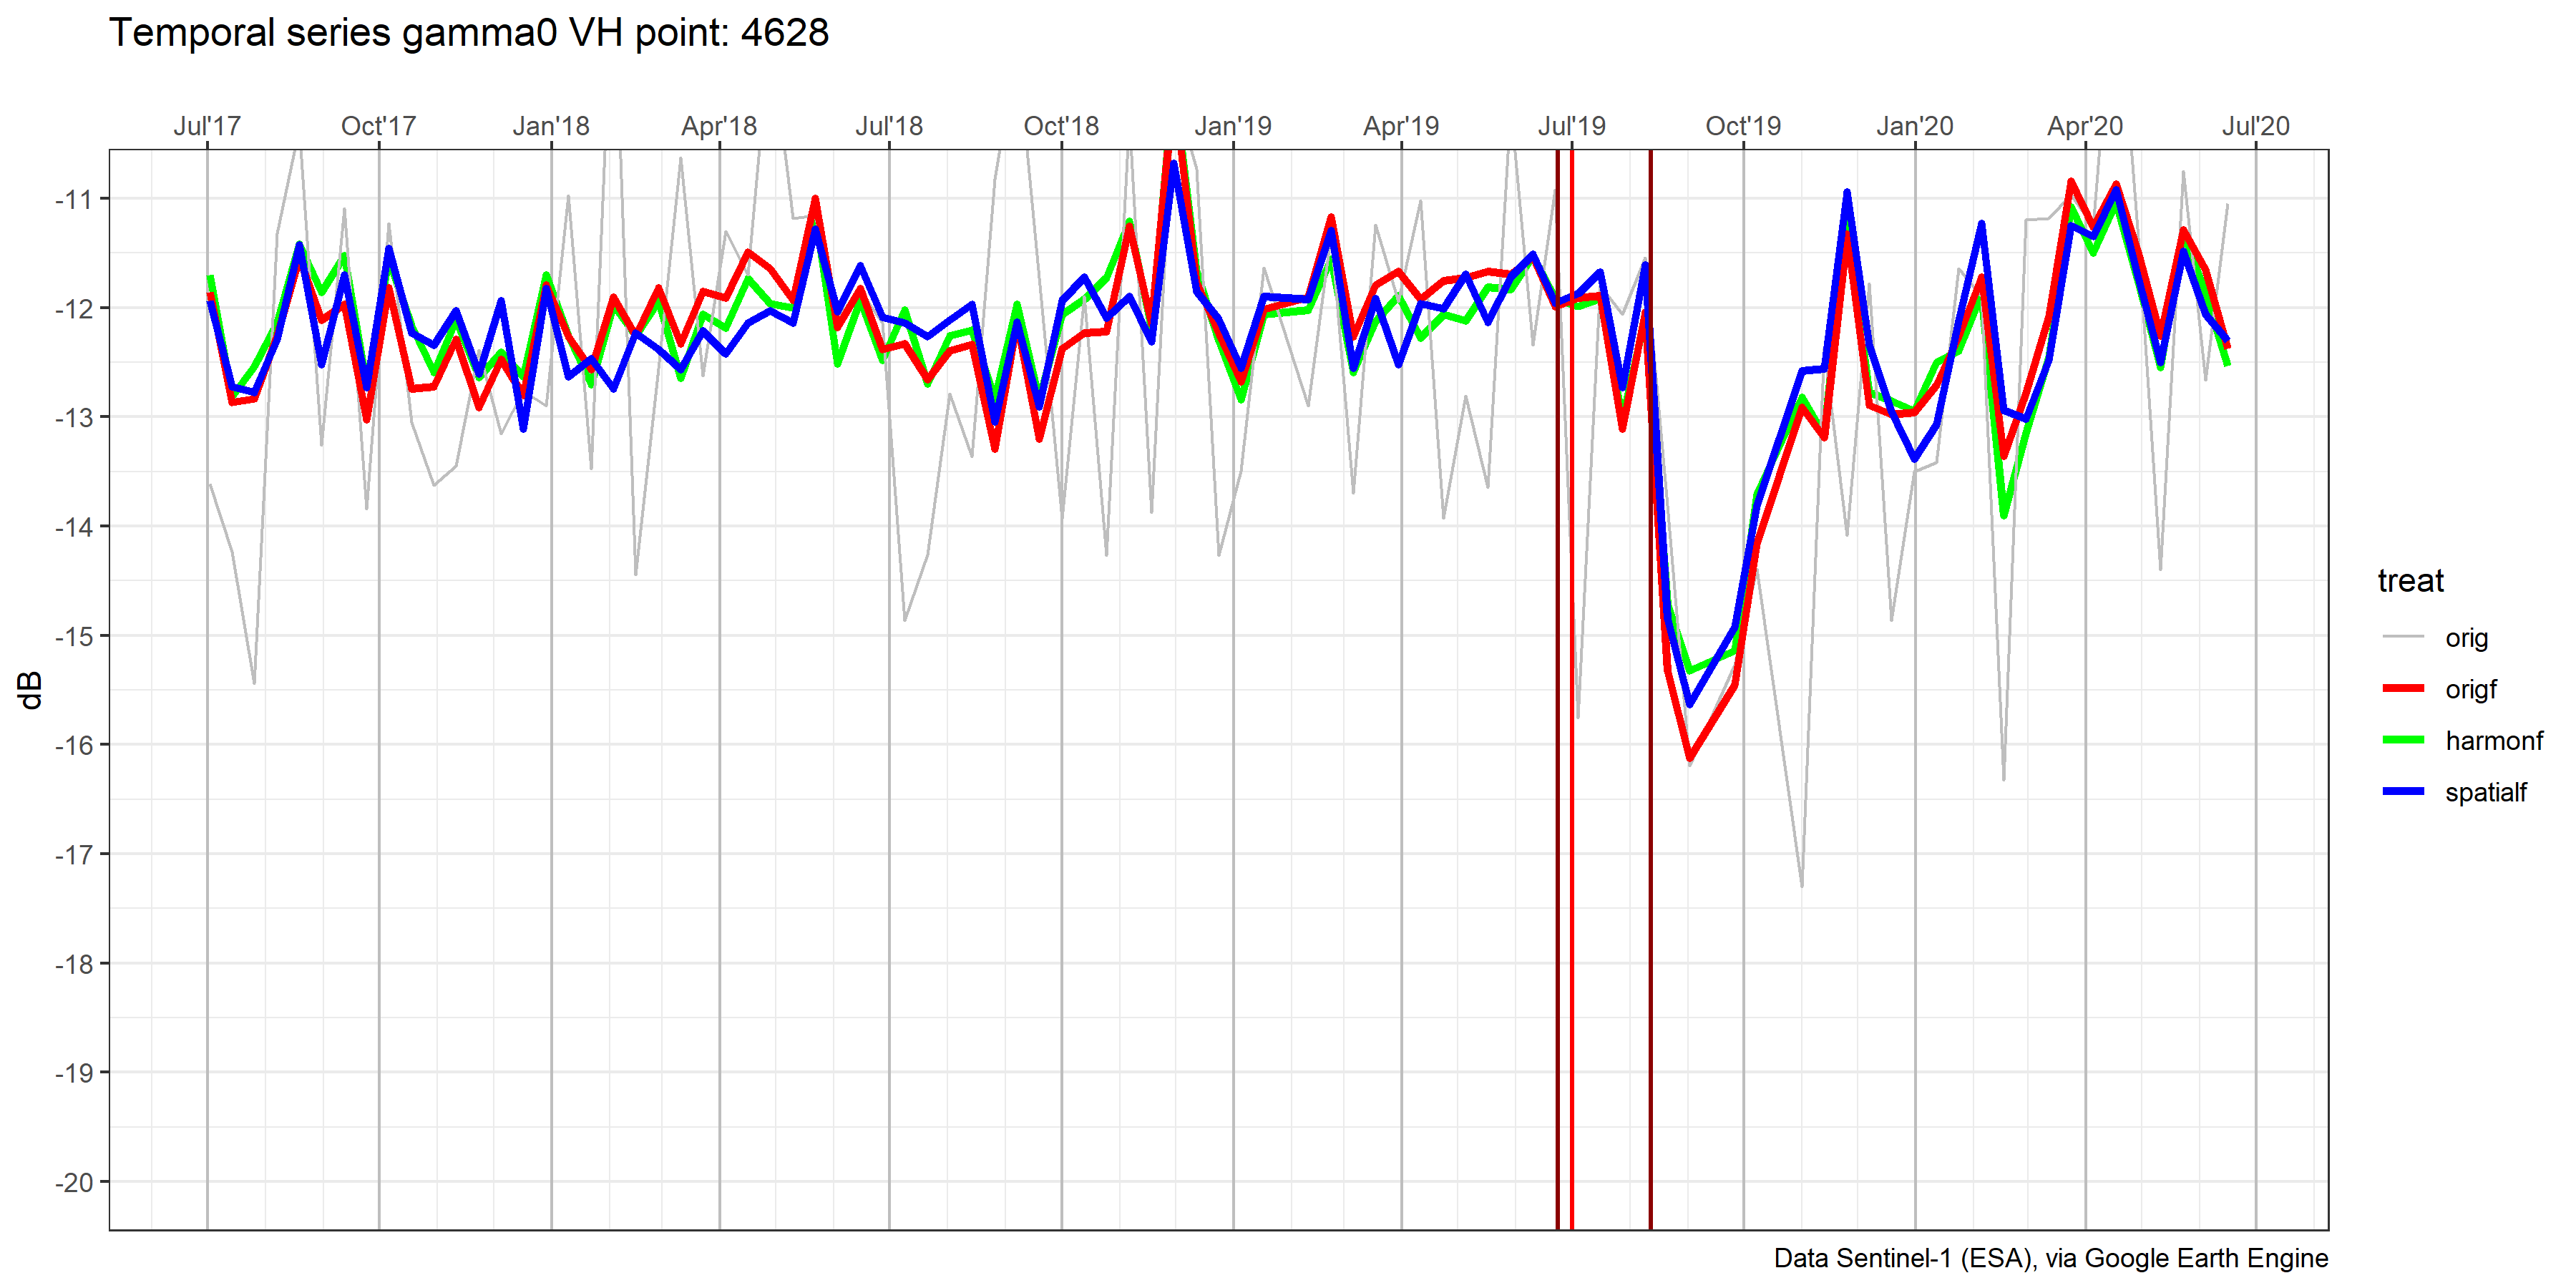 Temporal series gamma0 VH point: 4628
Jul'17 Oct'17 Jan'18 Apr'18 Jul'18 Oct'18 Jan'19 Apr'19 Jul'19 Oct'19 Jan'20 Apr'20 Jul'20
-11
-12
-13
-14
-15
-16
-17
-18
-19
-20
dB
treat
orig
origf
harmonf
spatialf
Data Sentinel-1 (ESA), via Google Earth Engine